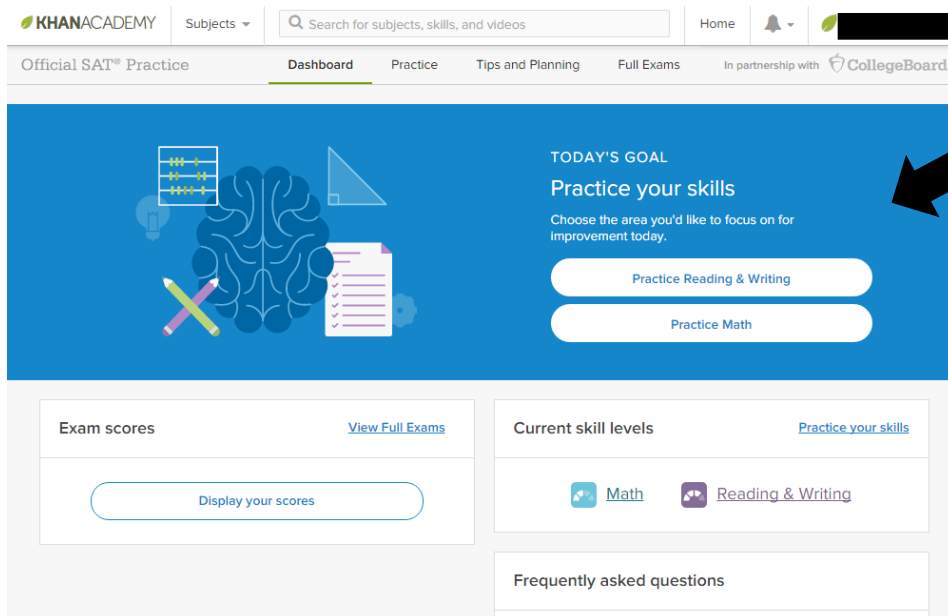 KHANACADEMY
Subjects
Search for subjects, skills, and videos
Home
Official SAT® Practice
Dashboard
Practice
Tips and Planning
Full Exams
In partnership with CollegeBoard
TODAY'S GOAL
Practice your skills
Choose the area you'd like to focus on for
improvement today.
Practice Reading & Writing
Practice Math
Exam scores
View Full Exams
Display your scores
Current skill levels
Practice your skills
Math
Reading & Writing
Frequently asked questions